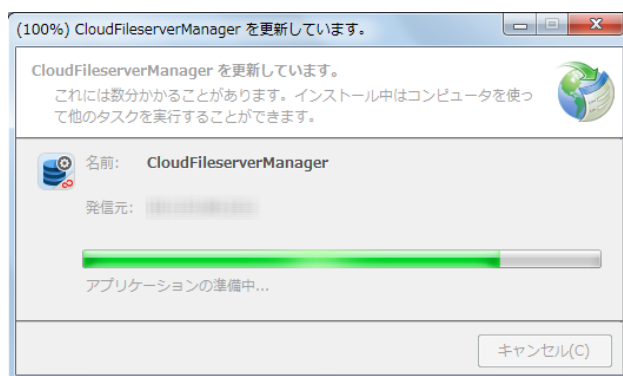 (100%) CloudFileserverManager を更新しています。
CloudFileserverManager を更新しています。
これには数分かかることがあります。インストール中はコンピュータを使っ
て他のタスクを実行することができます。
名前: CloudFileserverManager
発信元:
アプリケーションの準備中...
キャンセル(C)